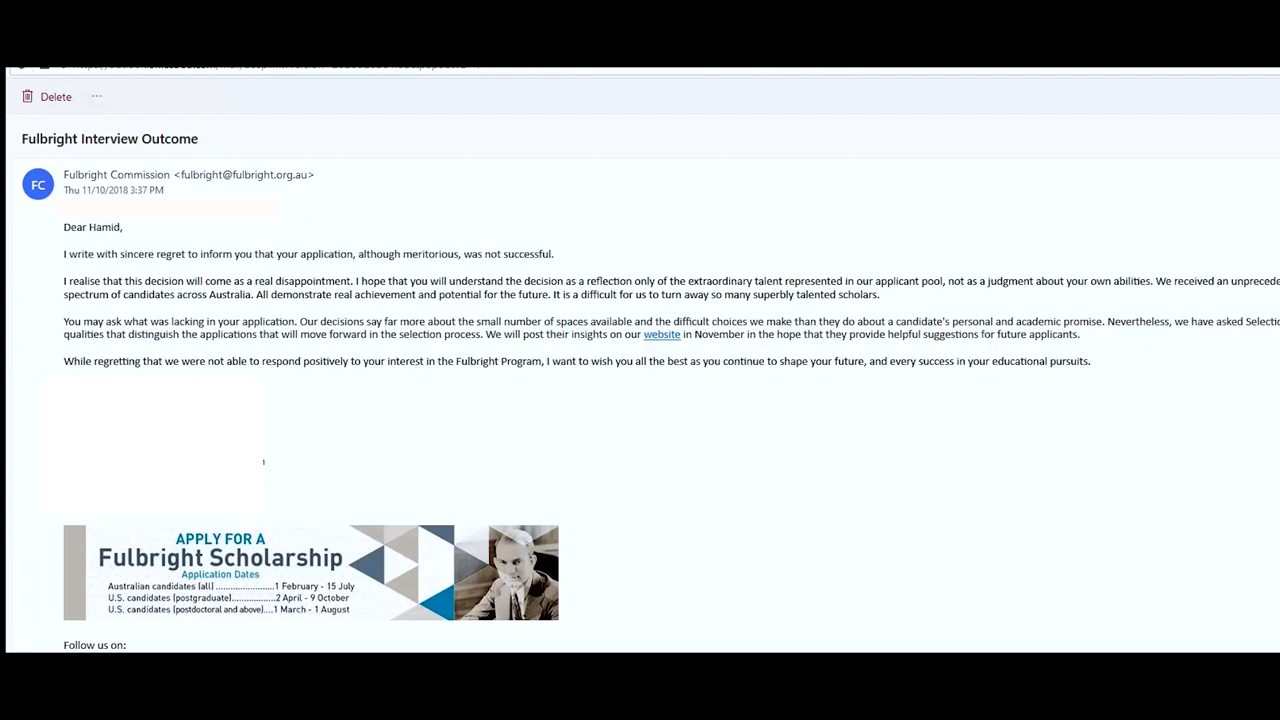 Delete ...
Fulbright Interview Outcome
FC
Fulbright Commission <fulbright@fulbright.org.au>
Thu 11/10/2018 3:37 PM
Dear Hamid,
I write with sincere regret to inform you that your application, although meritorious, was not successful.
I realise that this decision will come as a real disappointment. I hope that you will understand the decision as a reflection only of the extraordinary talent represented in our applicant pool, not as a judgment about your own abilities. We received an
spectrum of candidates across Australia. All demonstrate real achievement and potential for the future. It is a difficult for us to turn away so many superbly talented scholars.
You may ask what was lacking in your application. Our decisions say far more about the small number of spaces available and the difficult choices we make than they do about a candidate's personal and academic promise. Nevertheless, we have asked
qualities that distinguish the applications that will move forward in the selection process. We will post their insights on our website in November in the hope that they provide helpful suggestions for future applicants.
While regretting that we were not able to respond positively to your interest in the Fulbright Program, I want to wish you all the best as you continue to shape your future, and every success in your educational pursuits.
APPLY FOR A
Fulbright Scholarship
Application Dates
Australian candidates (all) ........................1 February - 15 July
U.S. candidates (postgraduate)..................2 April - 9 October
U.S. candidates (postdoctoral and above)....1 March - 1 August
Follow us on: